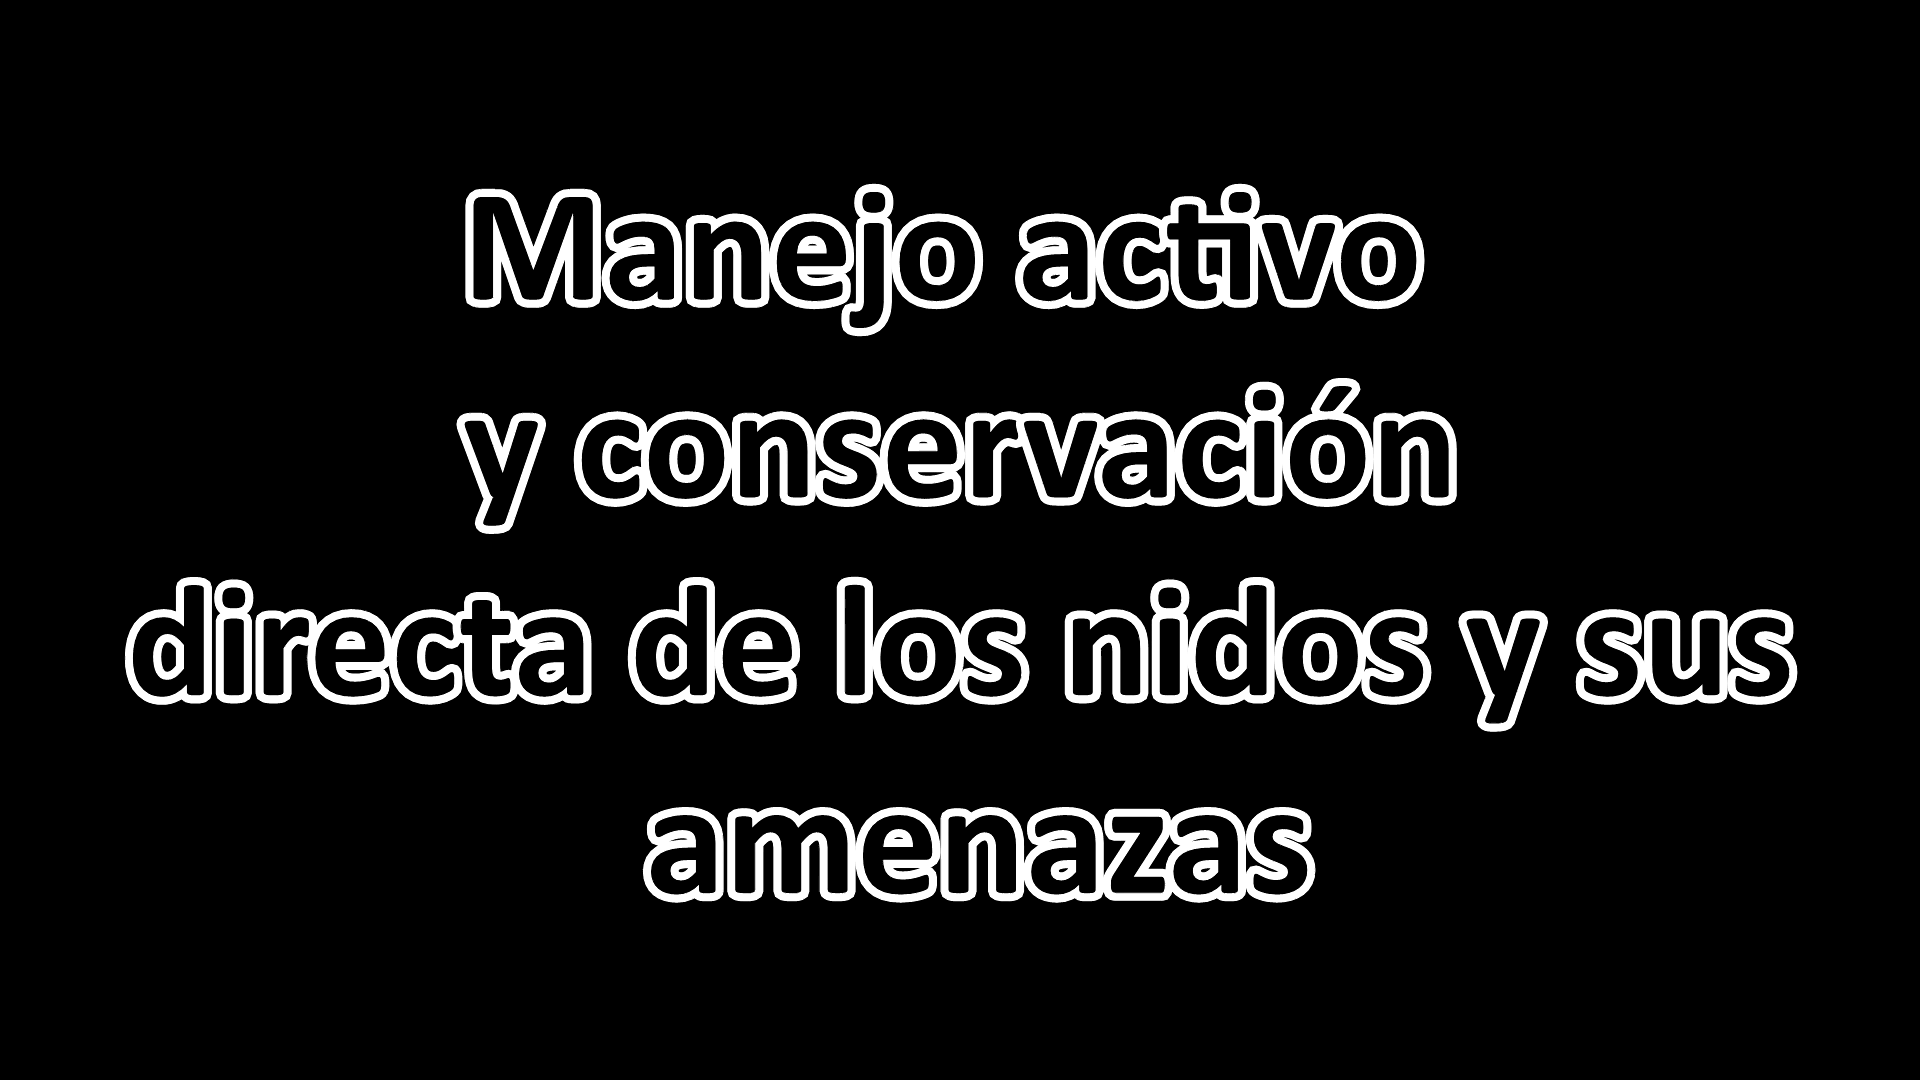 Manejo activo
y conservación
directa de los nidos y sus
amenazas